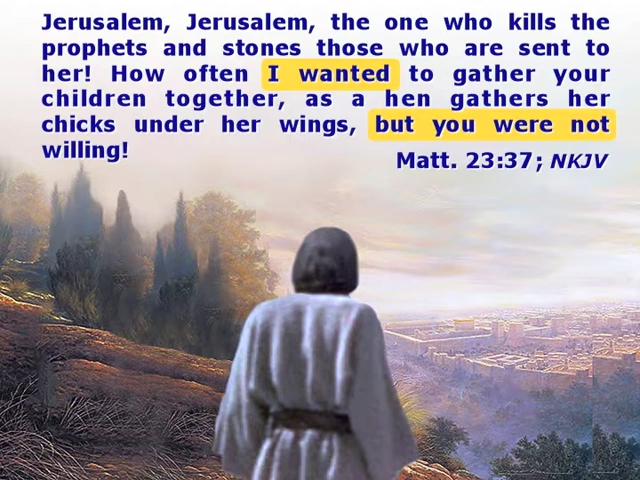 Jerusalem, Jerusalem, the one who kills the
prophets and stones those who are sent to
her! How often I wanted to gather your
children together, as a hen gathers her
chicks under her wings, but you were not
willing!
Matt. 23:37; NKJV